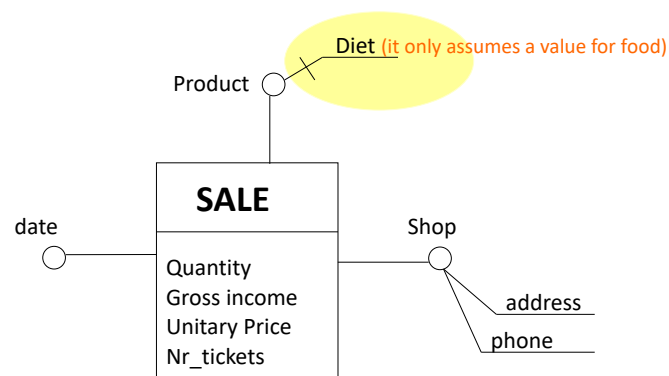 Diet (it only assumes a value for food)
Product
SALE
date
Shop
Quantity
Gross income
Unitary Price
Nr_tickets
address
phone